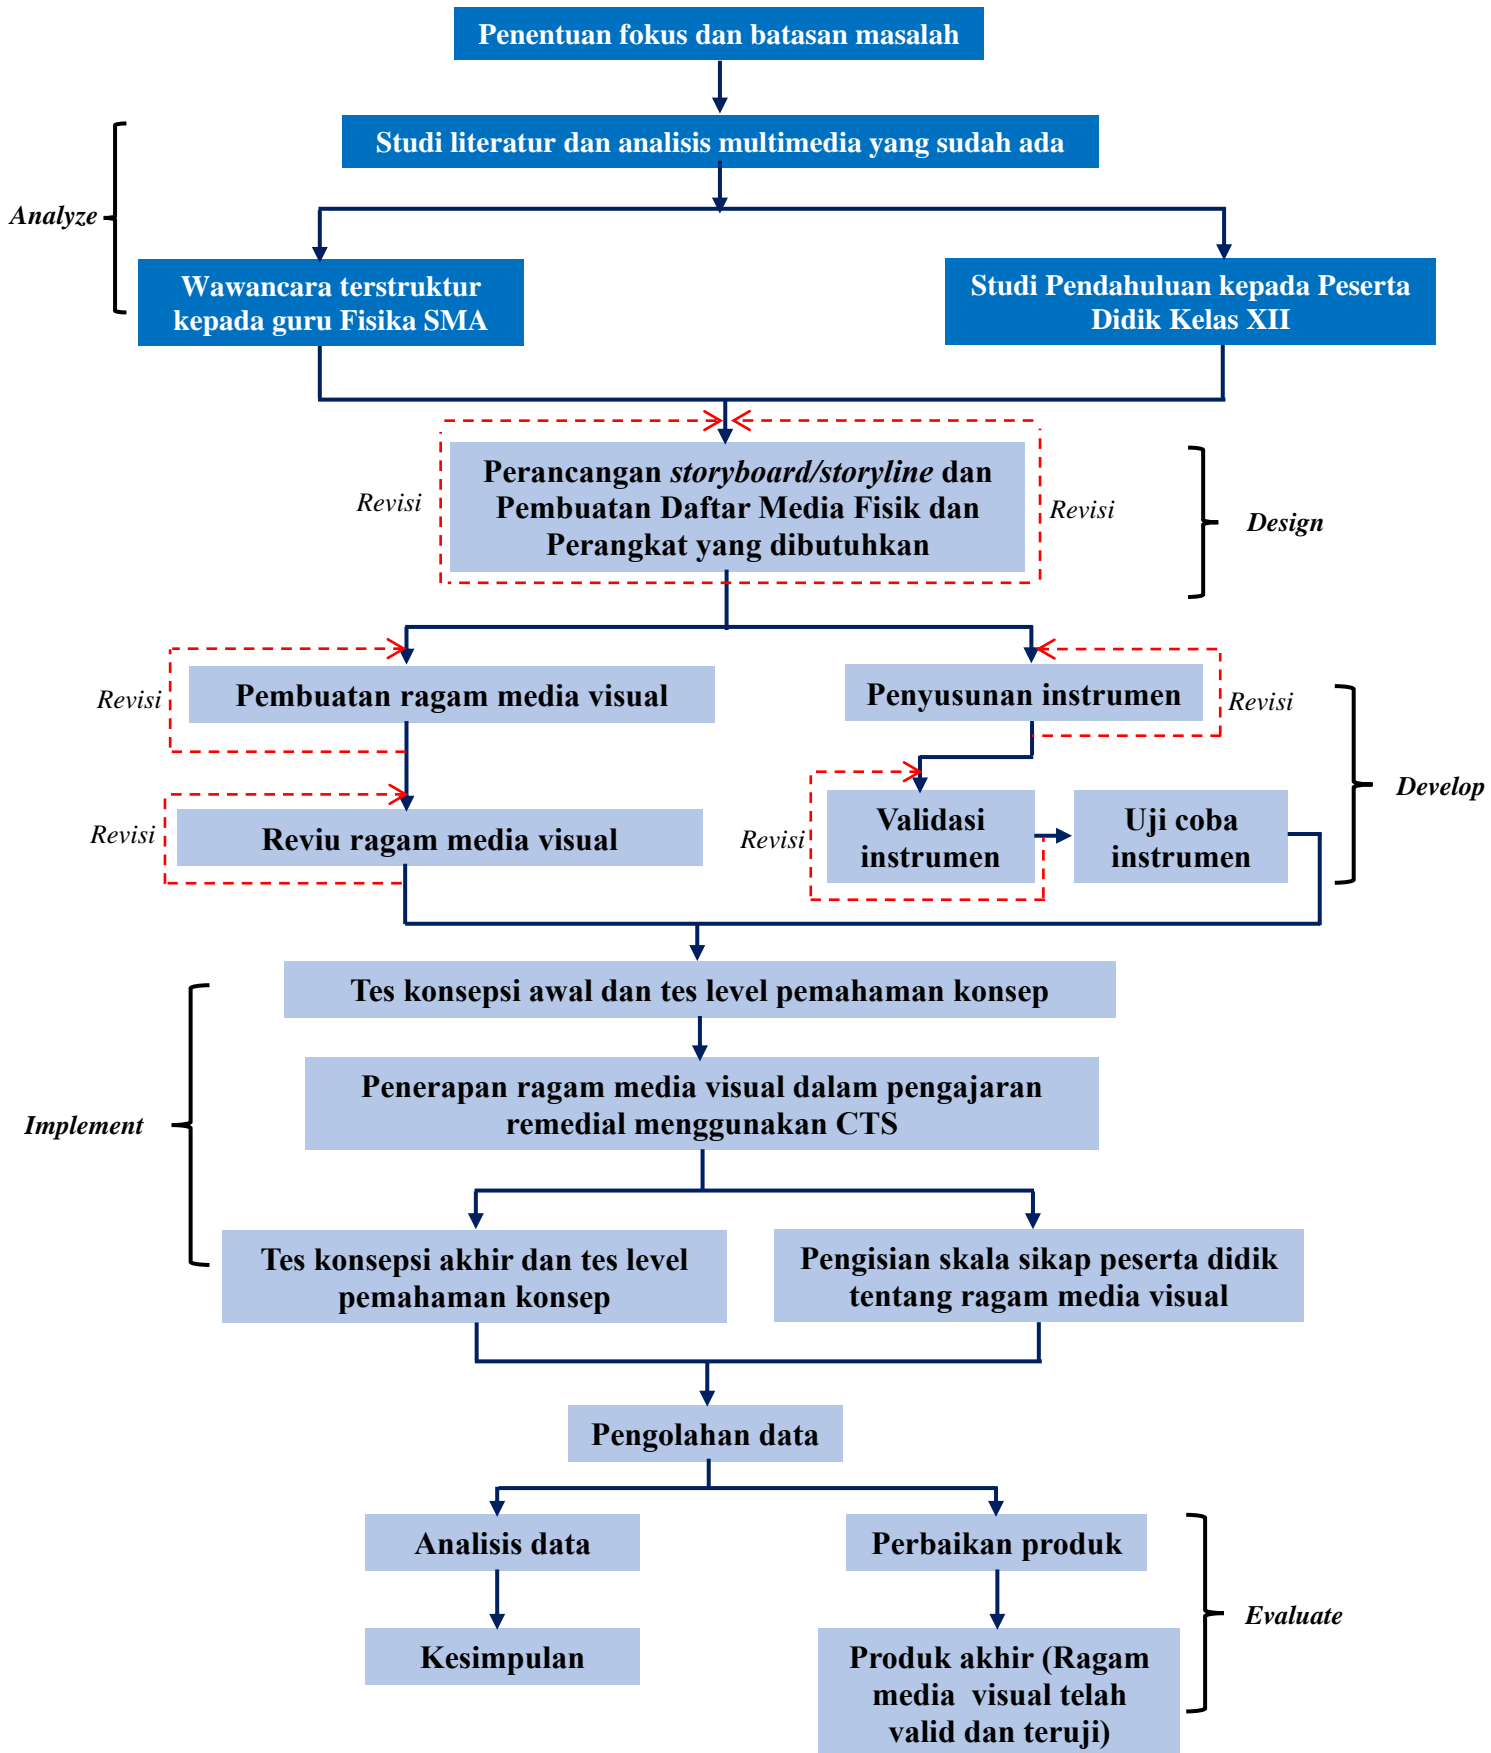 Penentuan fokus dan batasan masalah
Studi literatur dan analisis multimedia yang sudah ada
Analyze
Wawancara terstruktur
kepada guru Fisika SMA
Studi Pendahuluan kepada Peserta
Didik Kelas XII
Revisi
Perancangan storyboard/storyline dan
Pembuatan Daftar Media Fisik dan
Perangkat yang dibutuhkan
Revisi
Design
Revisi
Pembuatan ragam media visual
Penyusunan instrumen
Revisi
Develop
Revisi
Reviu ragam media visual
Revisi
Validasi
instrumen
Uji coba
instrumen
Tes konsepsi awal dan tes level pemahaman konsep
Penerapan ragam media visual dalam pengajaran
remedial menggunakan CTS
Implement
Tes konsepsi akhir dan tes level
pemahaman konsep
Pengisian skala sikap peserta didik
tentang ragam media visual
Pengolahan data
Analisis data
Perbaikan produk
Evaluate
Kesimpulan
Produk akhir (Ragam
media  visual telah
valid dan teruji)